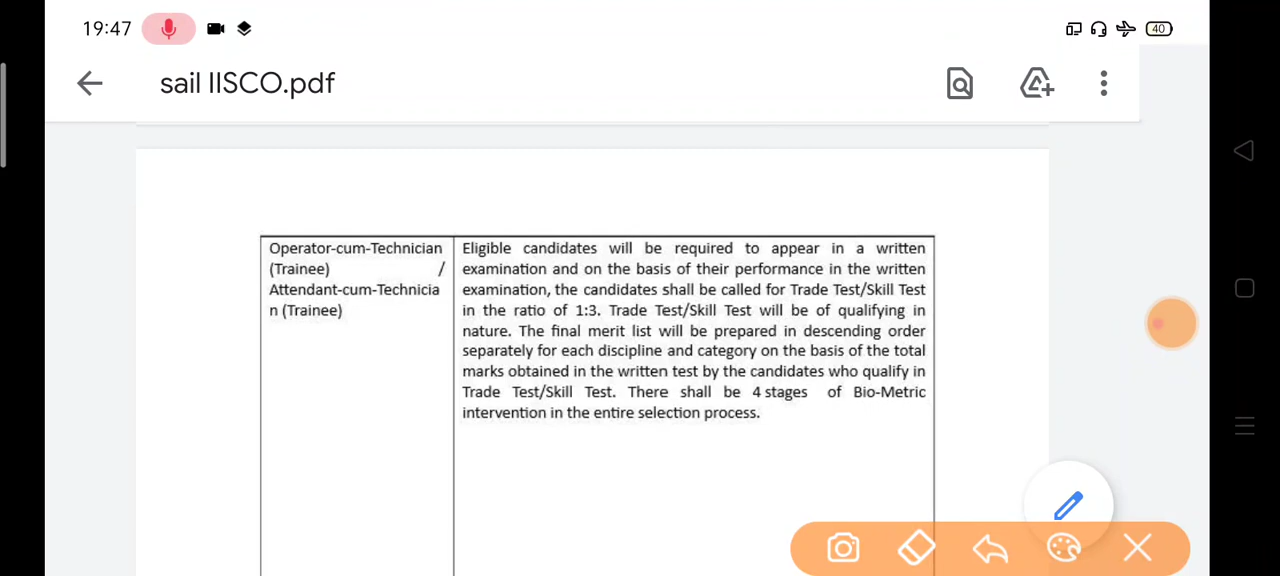 19:47
40
sail IISCO.pdf
Operator-cum-Technician
(Trainee) /
Attendant-cum-Technicia
n (Trainee)
Eligible candidates will be required to appear in a written
examination and on the basis of their performance in the written
examination, the candidates shall be called for Trade Test/Skill Test
in the ratio of 1:3. Trade Test/Skill Test will be of qualifying in
nature. The final merit list will be prepared in descending order
separately for each discipline and category on the basis of the total
marks obtained in the written test by the candidates who qualify in
Trade Test/Skill Test. There shall be 4 stages of Bio-Metric
intervention in the entire selection process.